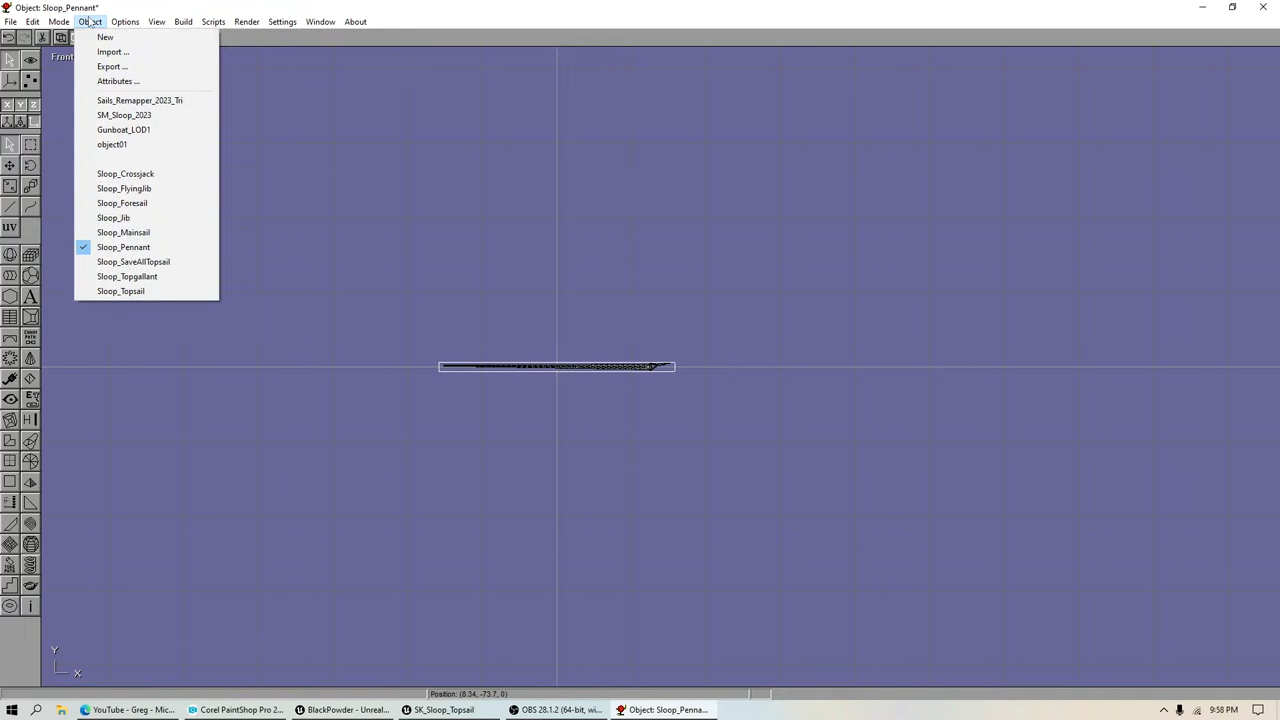 Object: Sloop_Pennant*
File Edit Mode Object Options View Build Scripts Render Settings Window About
New
Import ...
Export ...
Attributes ...
Sails_Remapper_2023_Tri
SM_Sloop_2023
Gunboat_LOD1
object01
Sloop_Crossjack
Sloop_FlyingJib
Sloop_Foresail
Sloop_Jib
Sloop_Mainsail
Sloop_Pennant
Sloop_SaveAllTopsail
Sloop_Topgallant
Sloop_Topsail
Front
X Y Z
uv
A
CHAIN
PATH
i
Y
X
Position: (8.34, -73.7, 0)
YouTube - Greg - Mic... Corel PaintShop Pro 2... BlackPowder - Unreal... SK_Sloop_Topsail OBS 28.1.2 (64-bit, wi... Object: Sloop_Penna... 9:58 PM